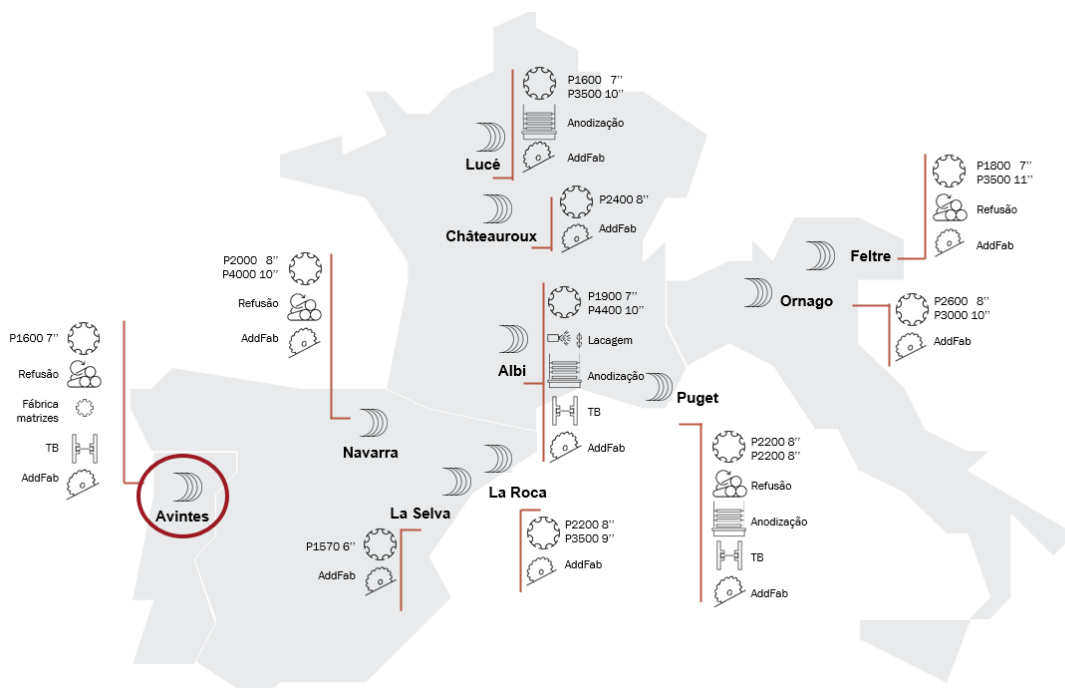 P1600 7’’
P3500 10’’
Anodização
AddFab
Lucé
P2400 8’’
AddFab
Châteauroux
P1800 7’’
P3500 11’’
Refusão
AddFab
Feltre
Ornago
P2600 8’’
P3000 10’’
AddFab
P2000 8’’
P4000 10’’
Refusão
AddFab
Navarra
P1900 7’’
P4400 10’’
Lacagem
Anodização
TB
AddFab
Albi
Puget
P2200 8’’
P2200 8’’
Refusão
Anodização
TB
AddFab
P1600 7’’
Refusão
Fábrica
matrizes
TB
AddFab
Avintes
La Selva
P1570 6’’
AddFab
La Roca
P2200 8’’
P3500 9’’
AddFab